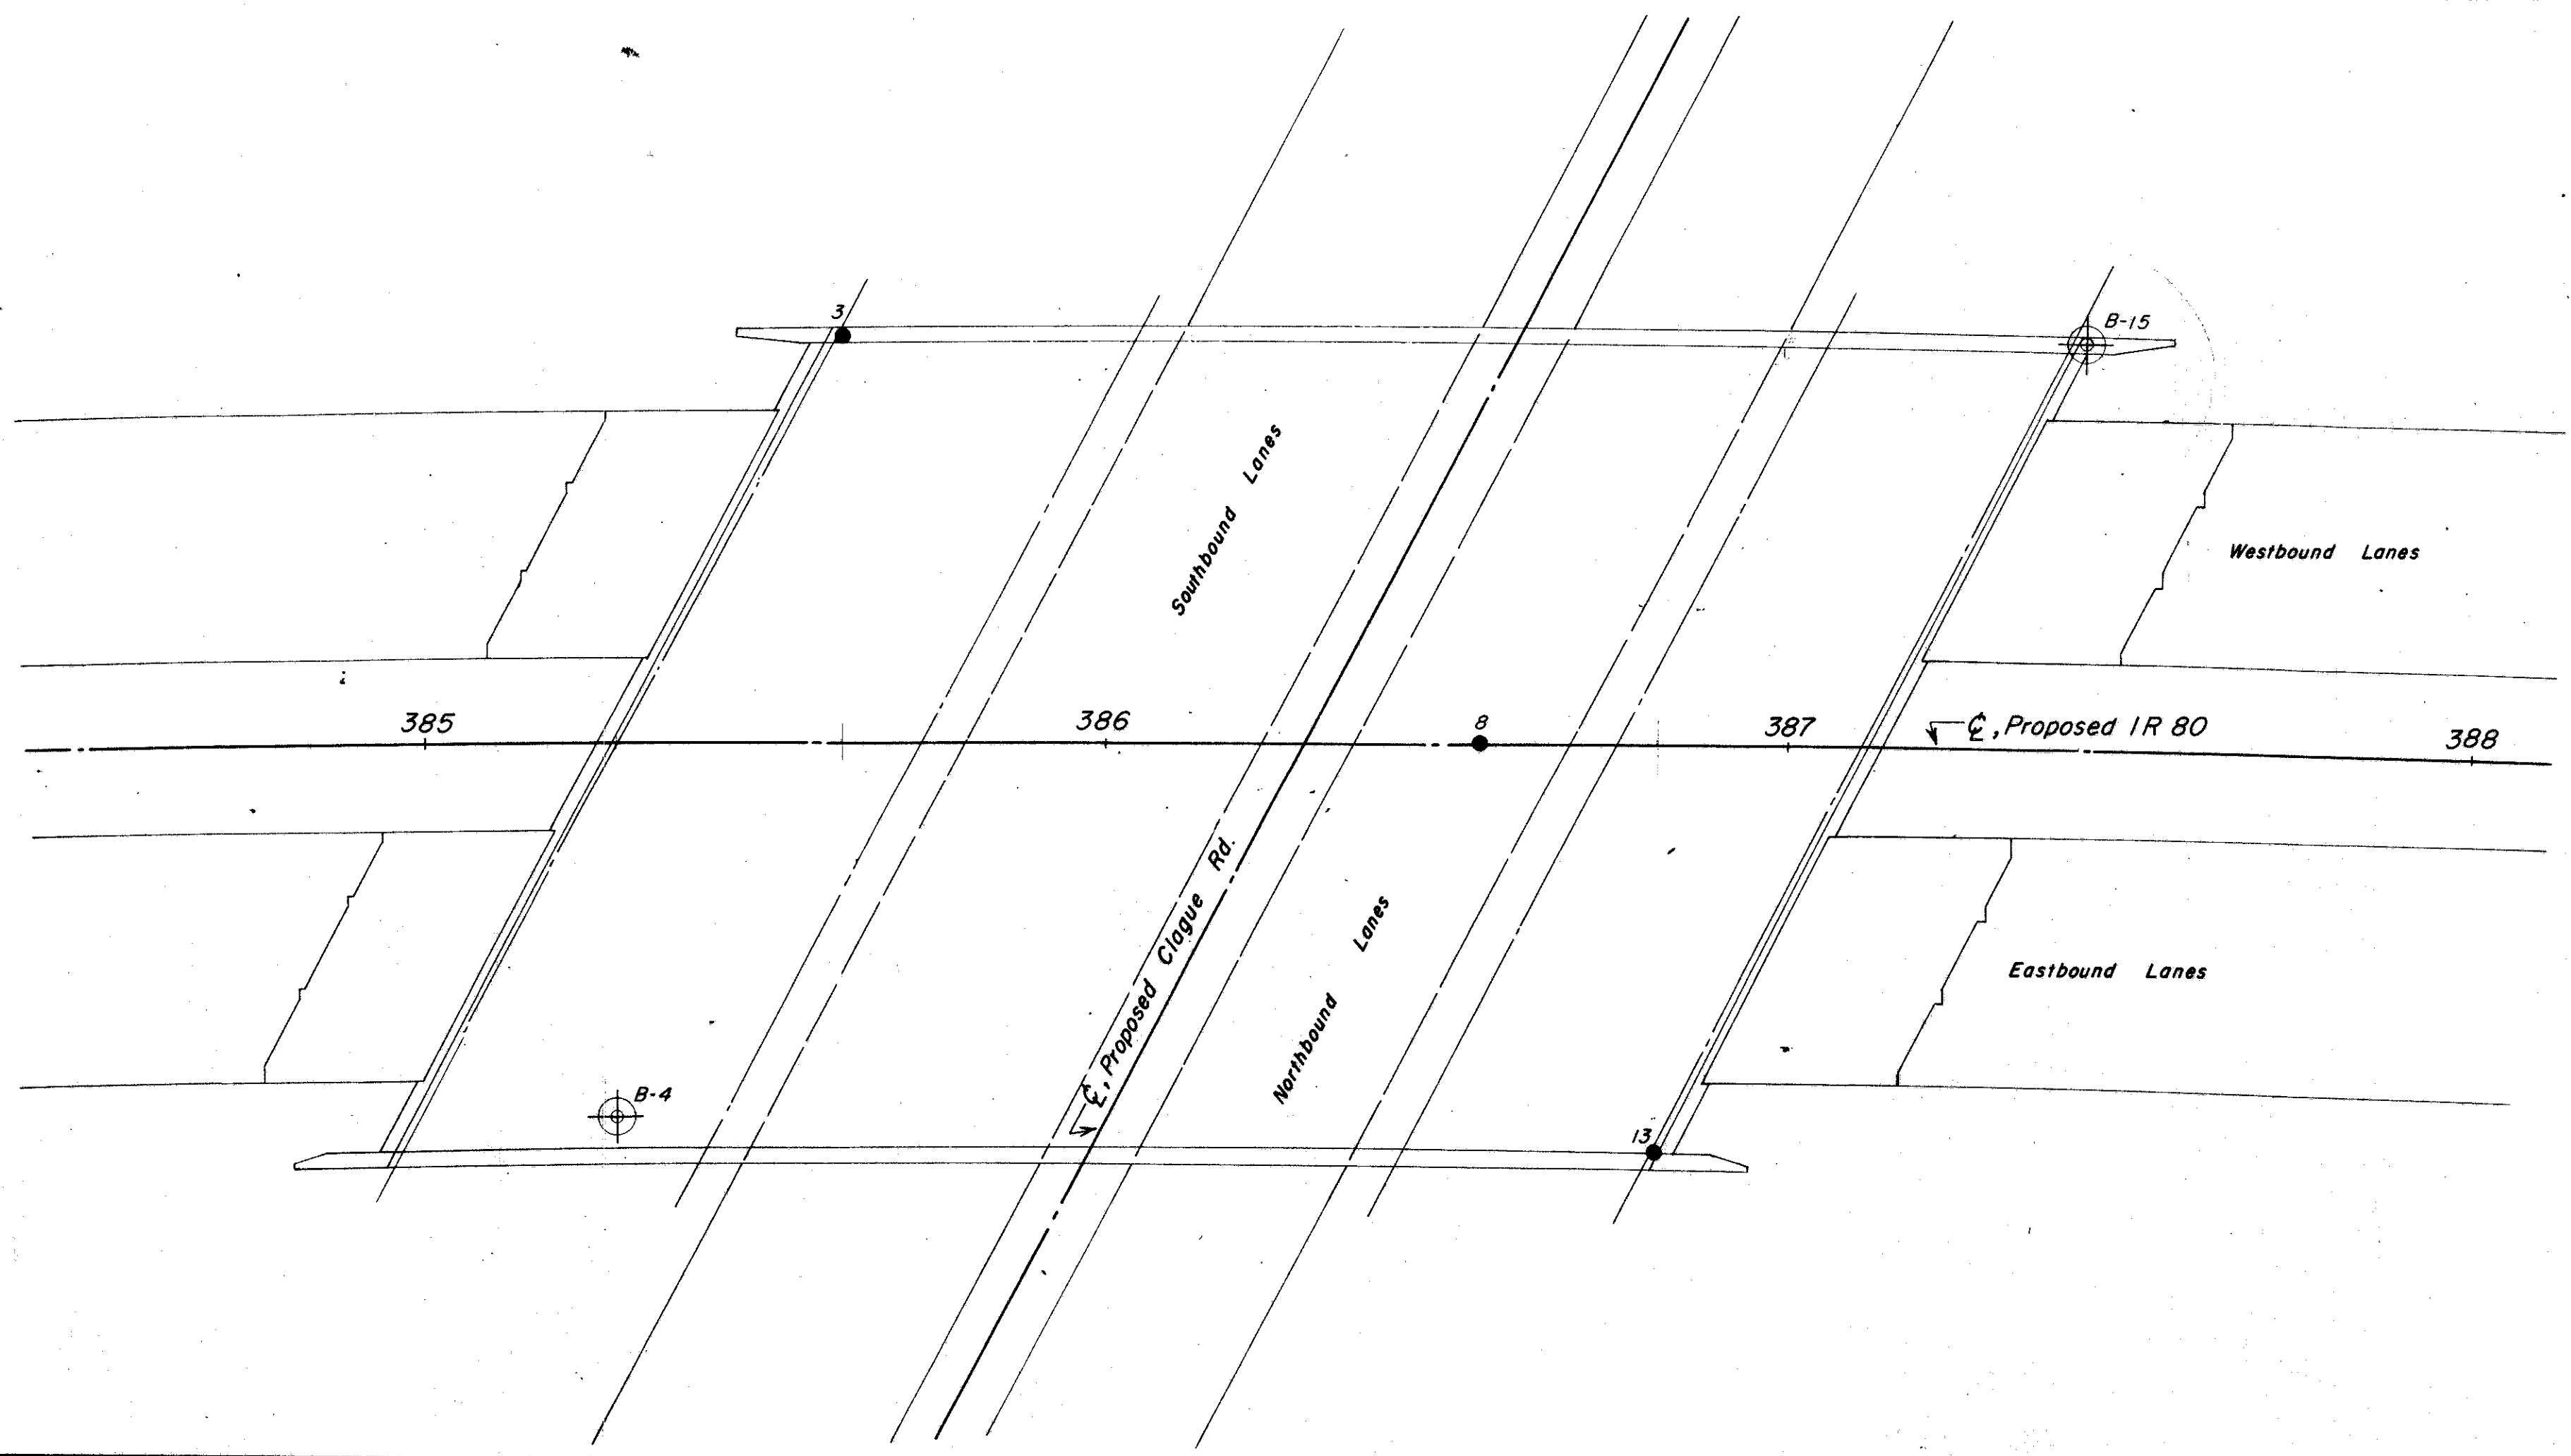 3
B-15
Southbound Lanes
Westbound Lanes
385
386
8
387
℄, Proposed IR 80
388
℄, Proposed Clague Rd.
Northbound Lanes
Eastbound Lanes
B-4
13